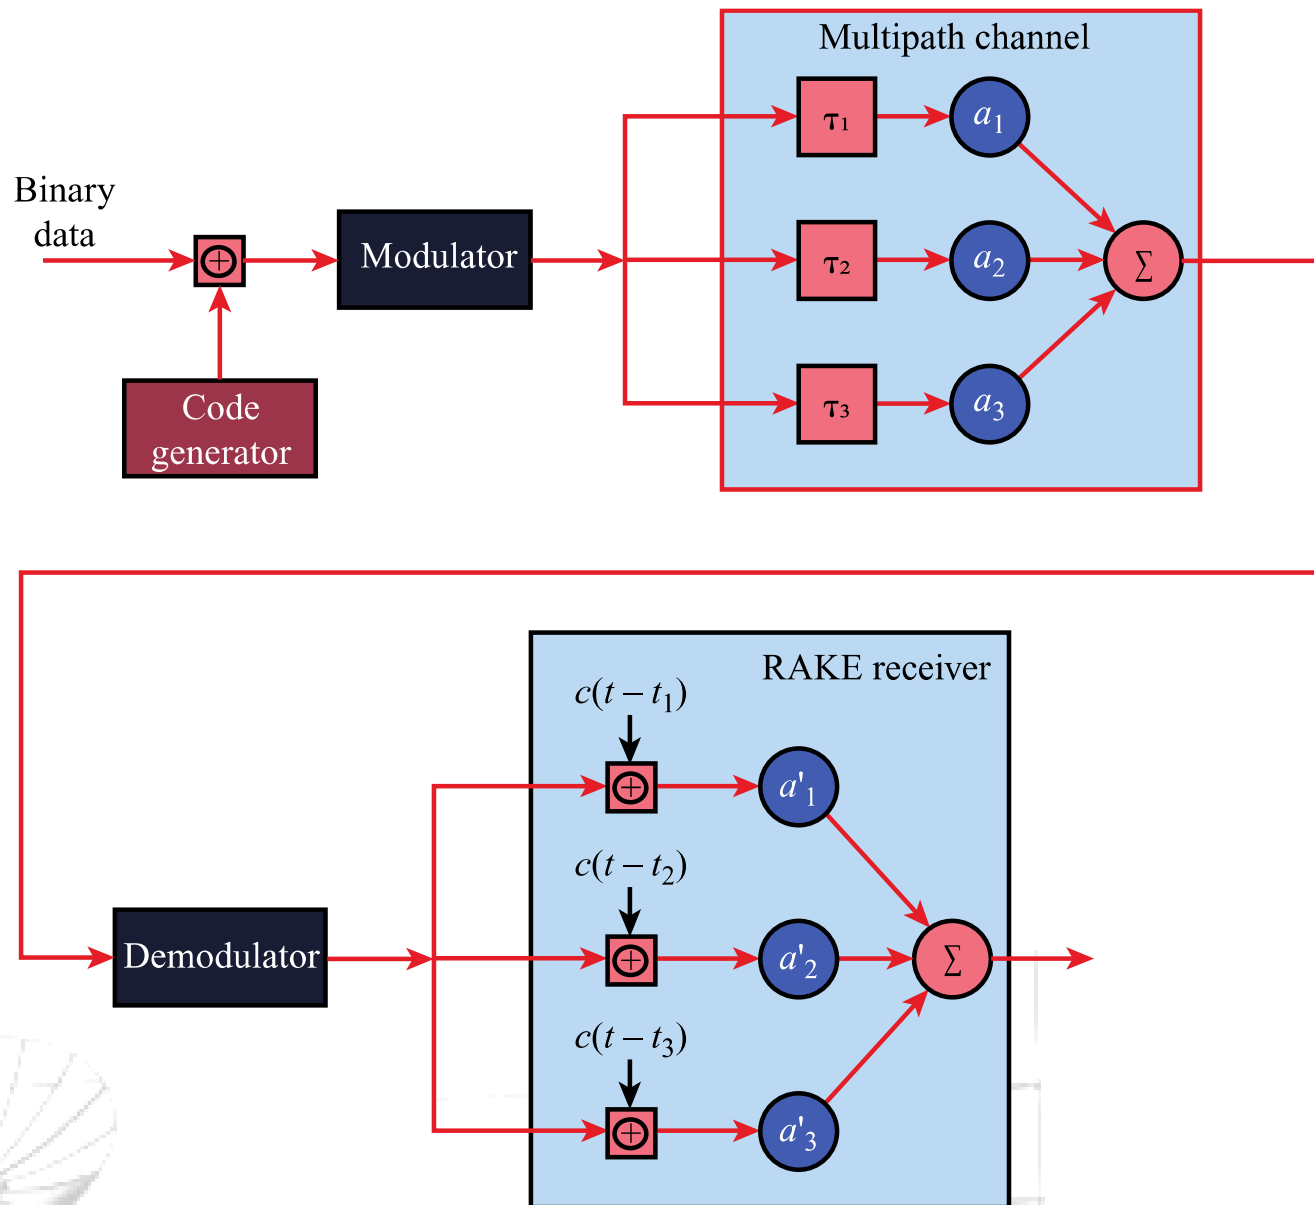 Multipath channel
τ₁
a₁
Binary
data
Modulator
τ₂
a₂
∑
Code
generator
τ₃
a₃
RAKE receiver
c(t – t₁)
a'₁
c(t – t₂)
Demodulator
a'₂
∑
c(t – t₃)
a'₃